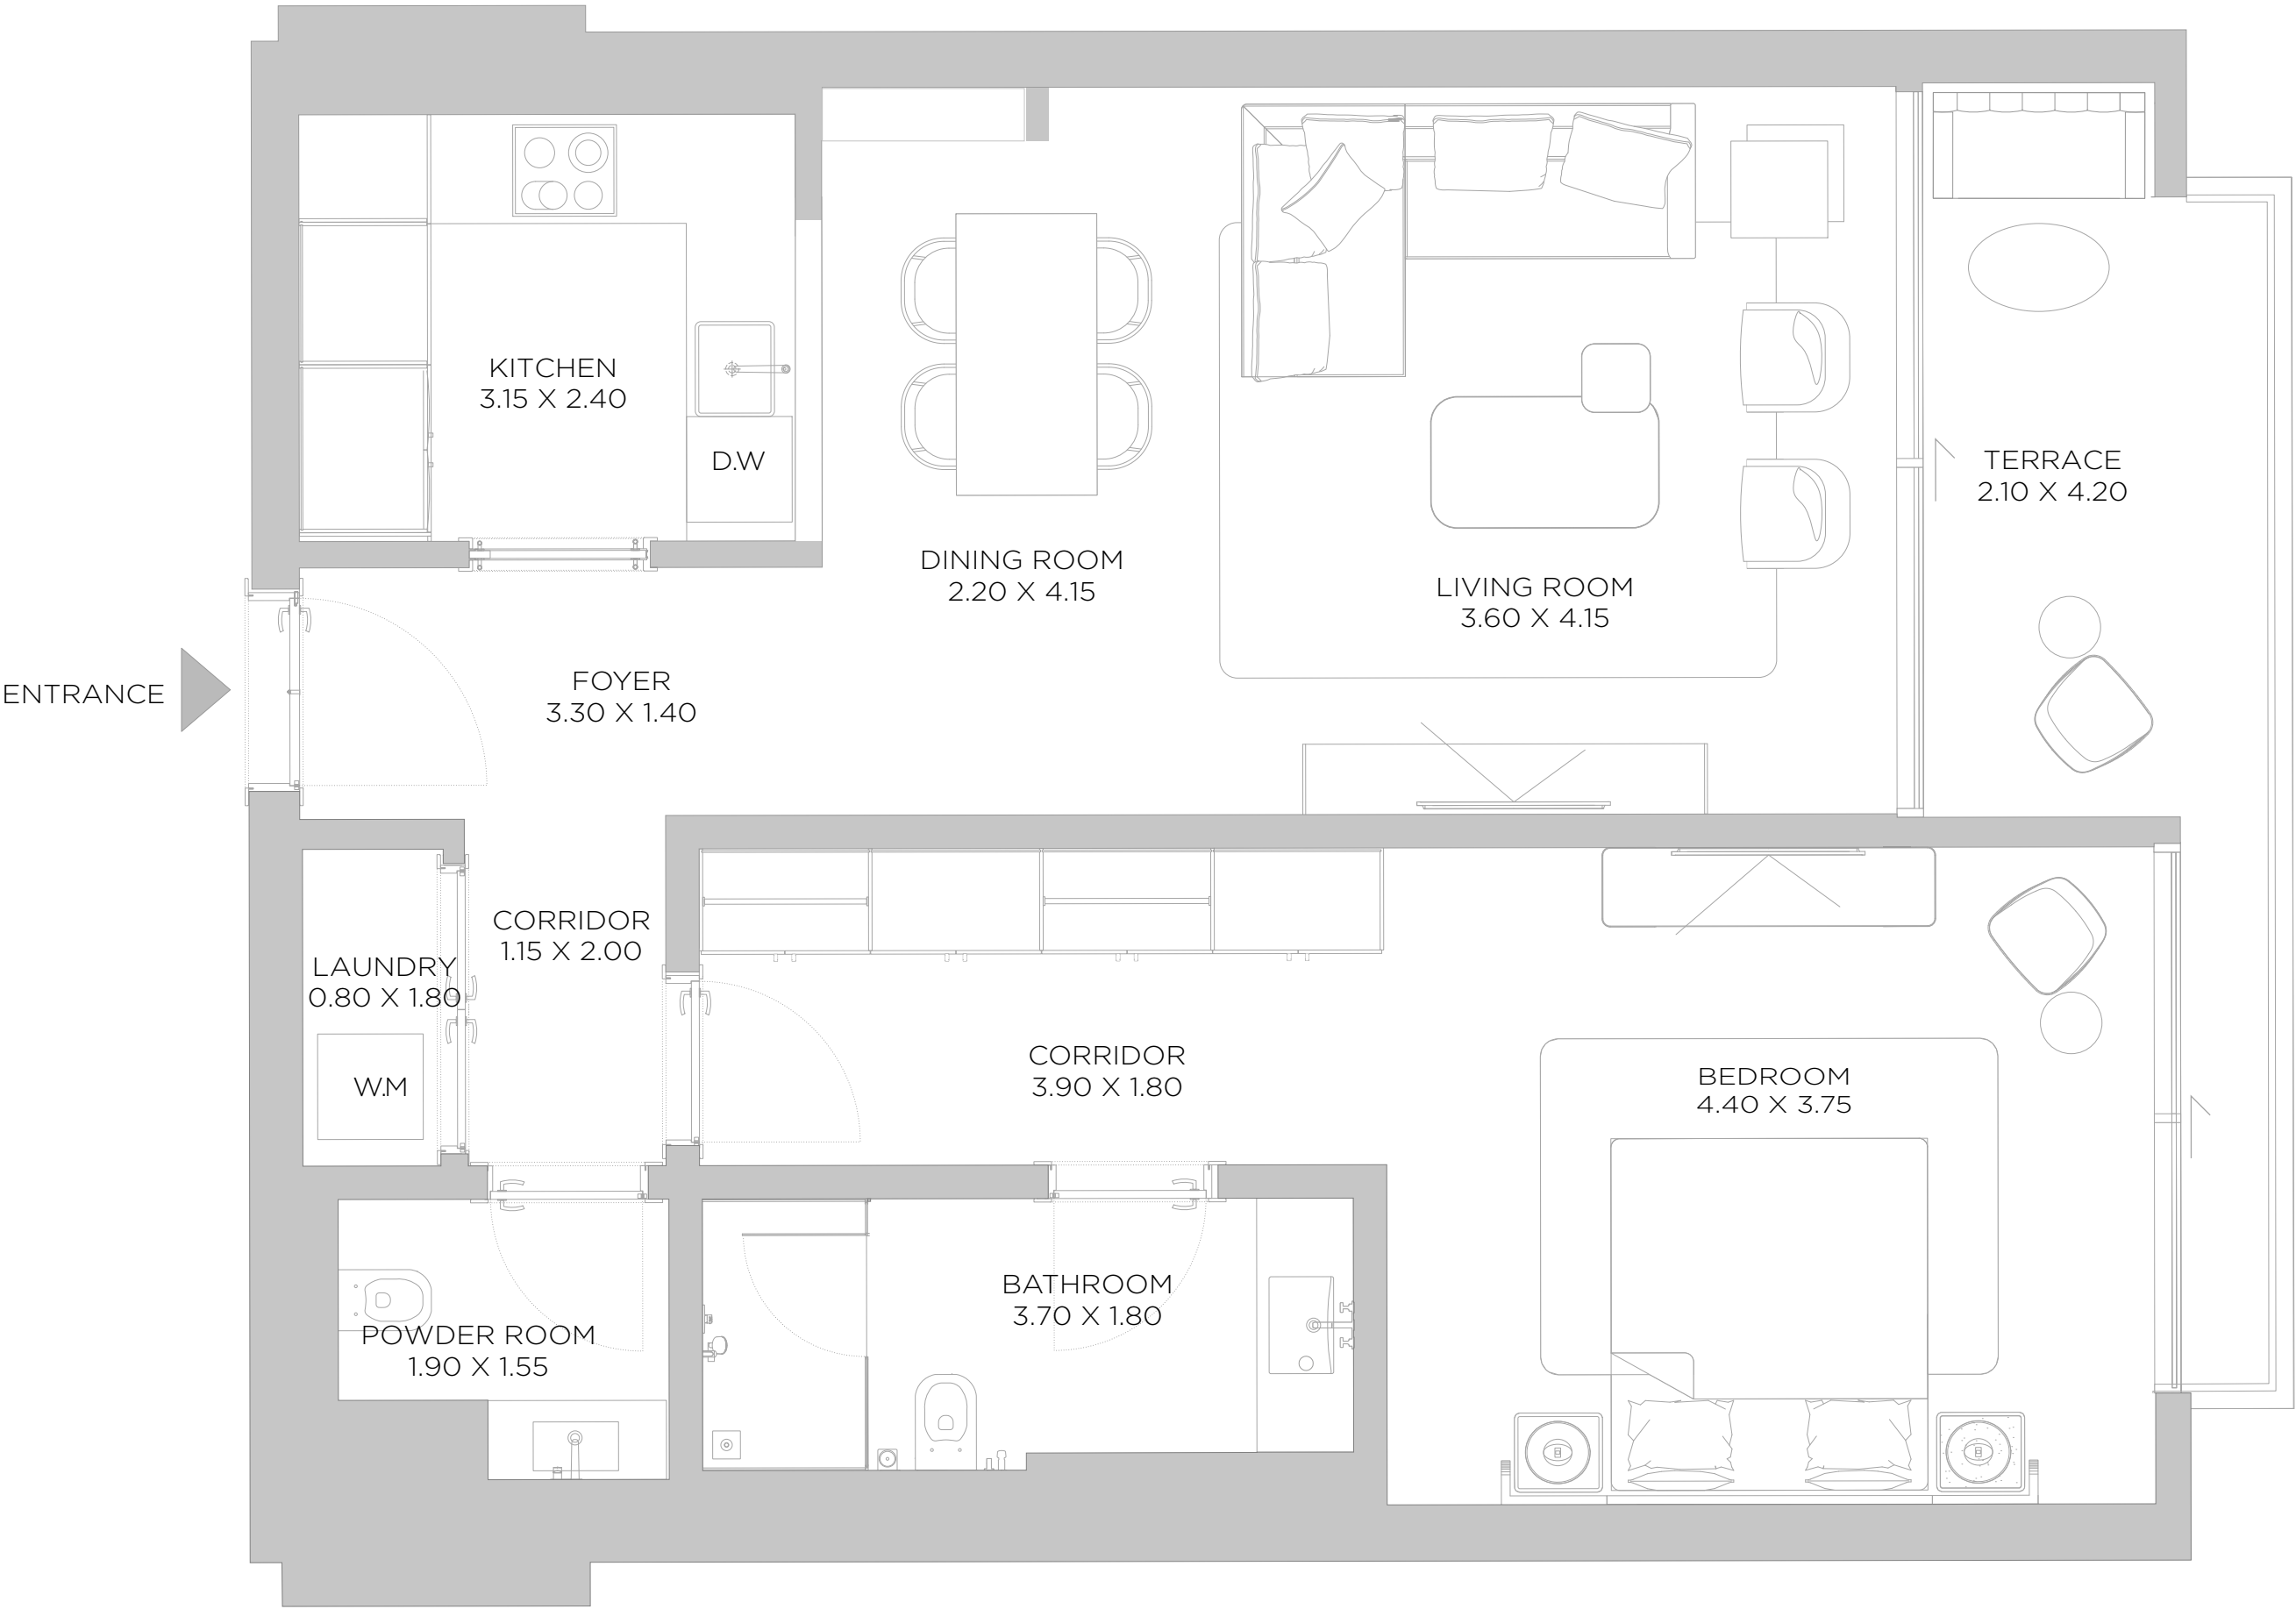 KITCHEN
3.15 X 2.40
D.W
TERRACE
2.10 X 4.20
DINING ROOM
2.20 X 4.15
LIVING ROOM
3.60 X 4.15
ENTRANCE
FOYER
3.30 X 1.40
CORRIDOR
1.15 X 2.00
LAUNDRY
0.80 X 1.80
W.M
CORRIDOR
3.90 X 1.80
BEDROOM
4.40 X 3.75
BATHROOM
3.70 X 1.80
POWDER ROOM
1.90 X 1.55